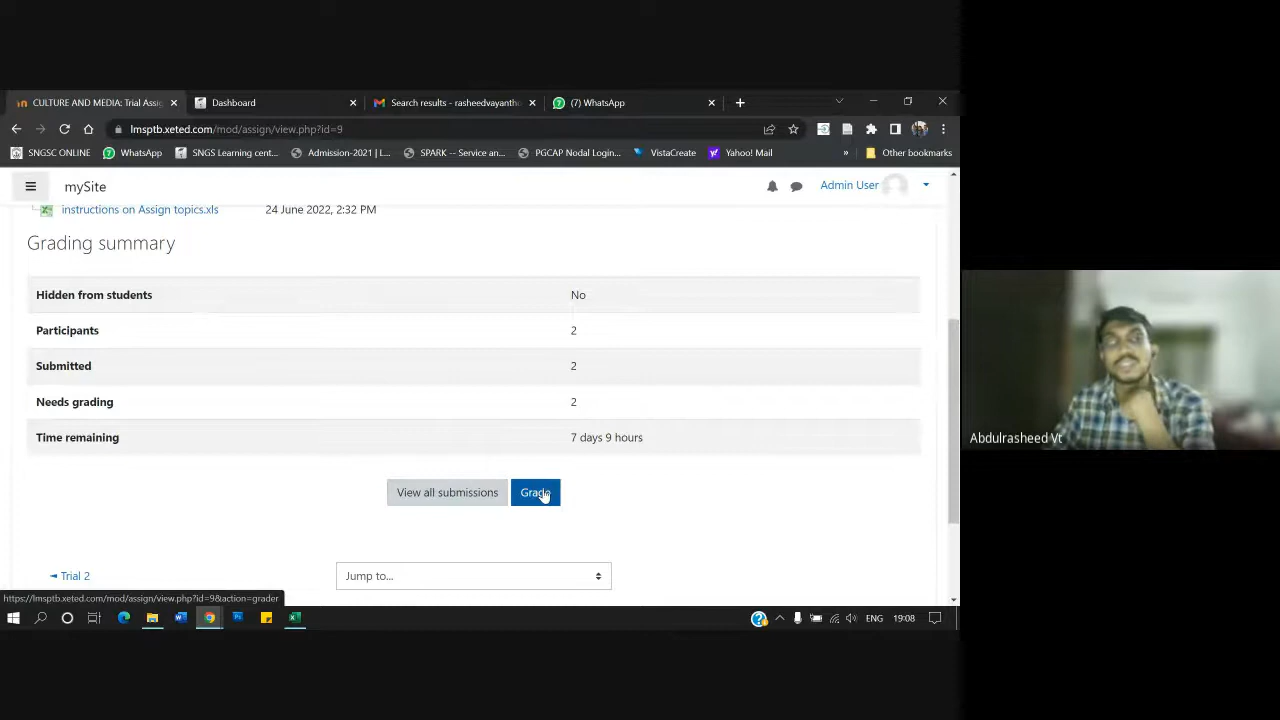 CULTURE AND MEDIA: Trial Assig
Dashboard
Search results - rasheedvayantho
(7) WhatsApp
lmsptb.xeted.com/mod/assign/view.php?id=9
SNGSC ONLINE
WhatsApp
SNGS Learning cent...
Admission-2021 | L...
SPARK -- Service an...
PGCAP Nodal Login...
VistaCreate
Yahoo! Mail
»
Other bookmarks
mySite
Admin User
instructions on Assign topics.xls
24 June 2022, 2:32 PM
Grading summary
Hidden from students
No
Participants
2
Submitted
2
Needs grading
2
Time remaining
7 days 9 hours
View all submissions
Grade
◄ Trial 2
Jump to...
https://lmsptb.xeted.com/mod/assign/view.php?id=9&action=grader
ENG
19:08
Abdulrasheed Vt